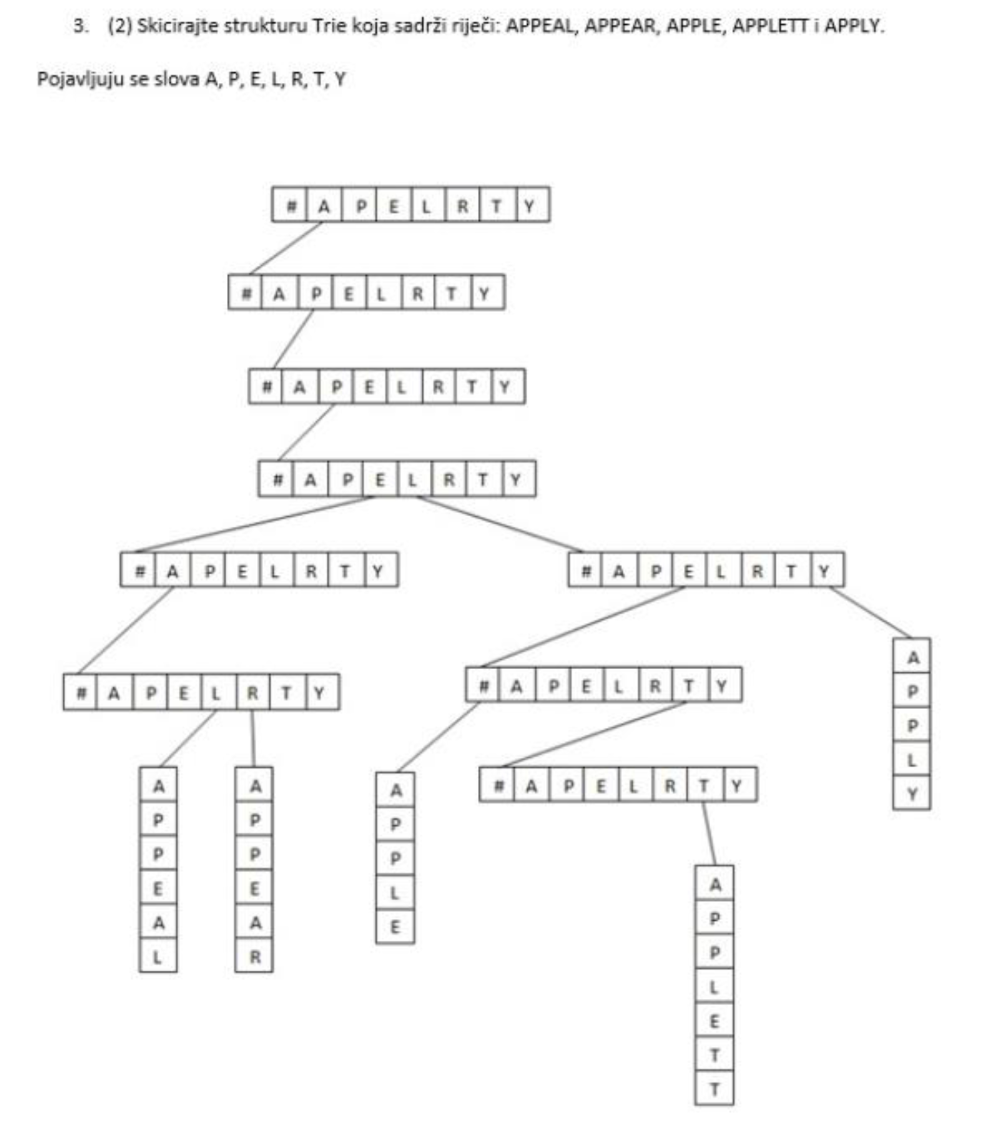 3. (2) Skicirajte strukturu Trie koja sadrži riječi: APPEAL, APPEAR, APPLE, APPLETT i APPLY.
Pojavljuju se slova A, P, E, L, R, T, Y
# A P E L R T Y
# A P E L R T Y
# A P E L R T Y
# A P E L R T Y
# A P E L R T Y
# A P E L R T Y
# A P E L R T Y
# A P E L R T Y
A
P
P
L
Y
# A P E L R T Y
A
P
P
E
A
L
A
P
P
E
A
R
A
P
P
L
E
# A P E L R T Y
A
P
P
L
E
T
T